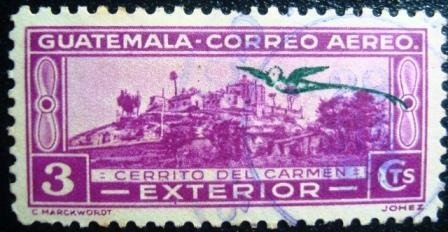 GUATEMALA-CORREO AEREO.
CERRITO DEL CARMEN
3 EXTERIOR CTS
C. MARCKWORDT. JOHEZ